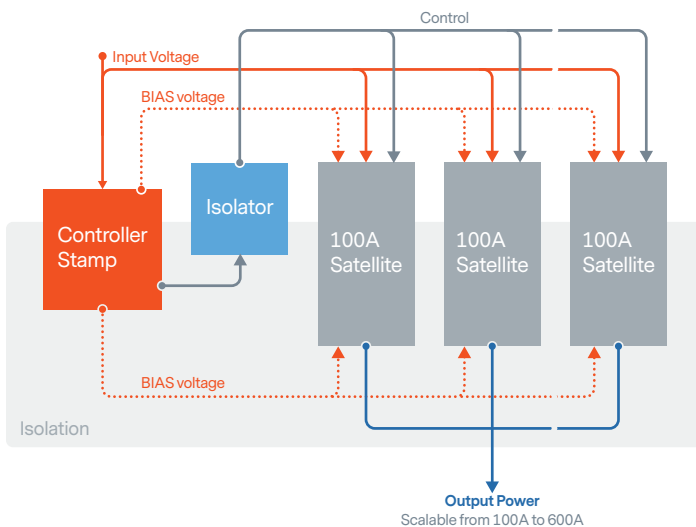 Control
Input Voltage
BIAS voltage
Controller
Stamp
Isolator
100A
Satellite
100A
Satellite
100A
Satellite
BIAS voltage
Isolation
Output Power
Scalable from 100A to 600A